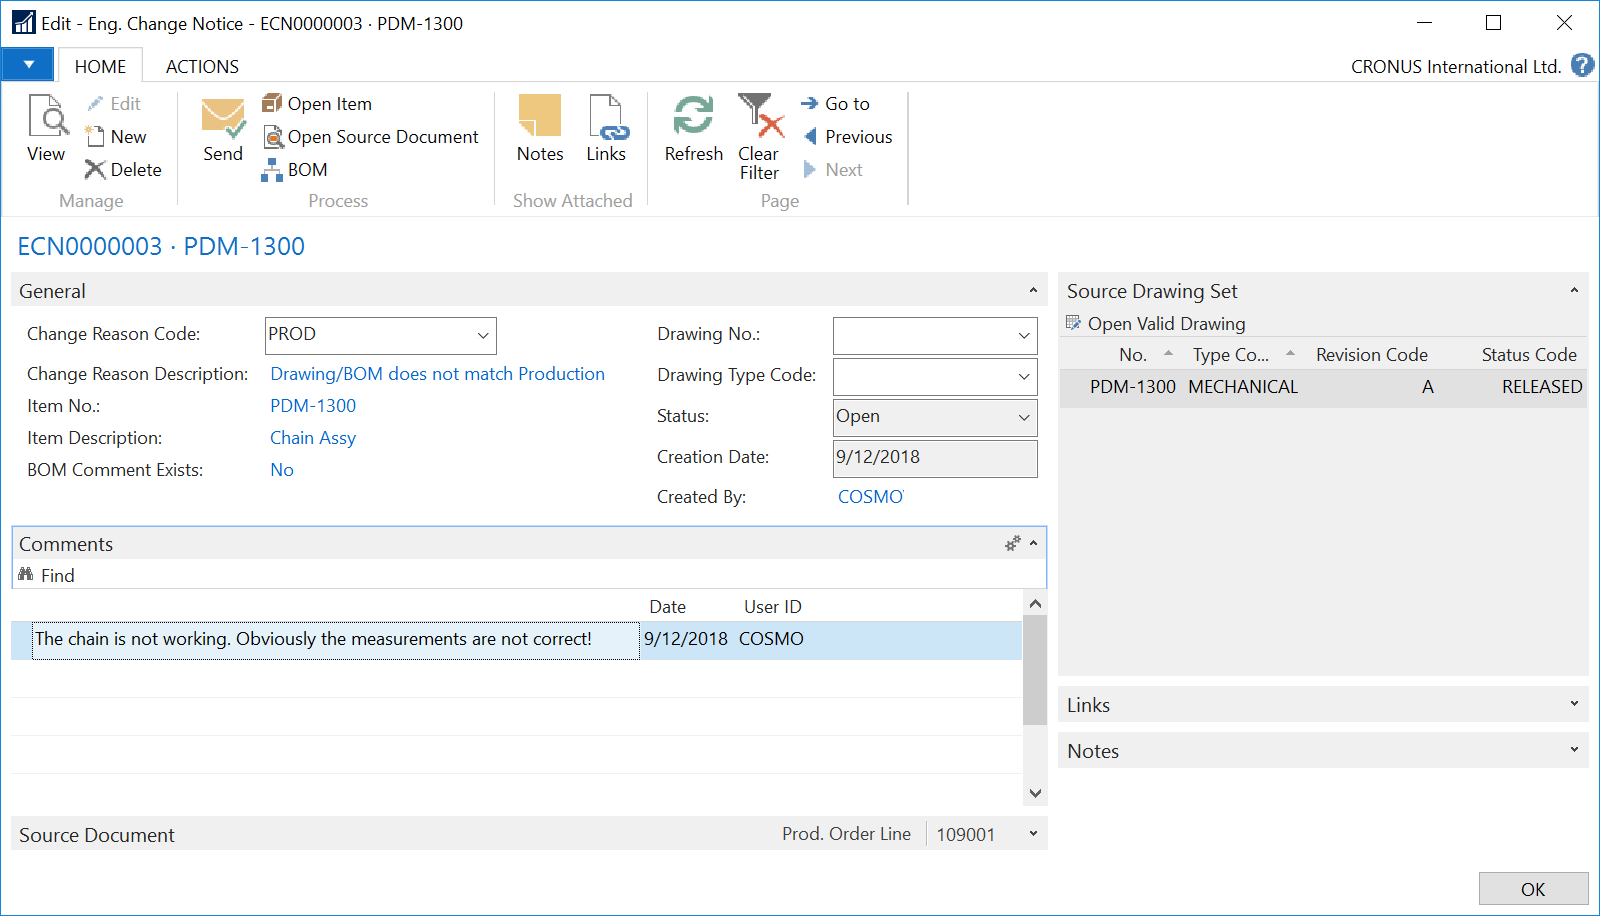 Edit - Eng. Change Notice - ECN0000003 · PDM-1300
HOME
ACTIONS
CRONUS International Ltd.
?
View
Edit
New
Delete
Manage
Send
Open Item
Open Source Document
BOM
Process
Notes
Links
Show Attached
Refresh
Clear
Filter
Go to
Previous
Next
Page
ECN0000003 · PDM-1300
General
Change Reason Code: PROD
Change Reason Description: Drawing/BOM does not match Production
Item No.: PDM-1300
Item Description: Chain Assy
BOM Comment Exists: No
Drawing No.:
Drawing Type Code:
Status: Open
Creation Date: 9/12/2018
Created By: COSMO
Comments
Find
Date User ID
The chain is not working. Obviously the measurements are not correct! 9/12/2018 COSMO
Source Document Prod. Order Line 109001
Source Drawing Set
Open Valid Drawing
No. Type Co... Revision Code Status Code
PDM-1300 MECHANICAL A RELEASED
Links
Notes
OK